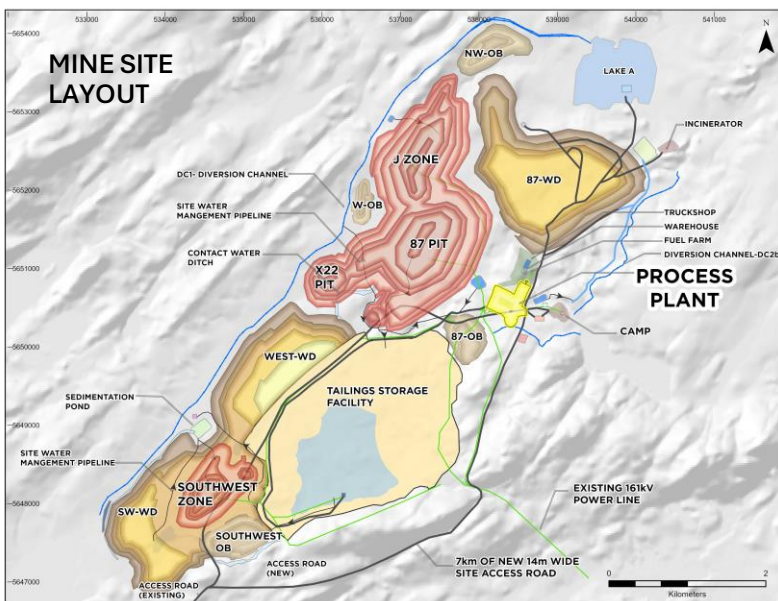 533000
534000
535000
536000
537000
538000
539000
540000
541000
5654000
5653000
5652000
5651000
5650000
5649000
5648000
5647000
MINE SITE
LAYOUT
NW-OB
N
LAKE A
INCINERATOR
J ZONE
DC1- DIVERSION CHANNEL
87-WD
W-OB
SITE WATER
MANGEMENT PIPELINE
TRUCKSHOP
WAREHOUSE
FUEL FARM
DIVERSION CHANNEL-DC2b
87 PIT
CONTACT WATER
DITCH
X22
PIT
PROCESS
PLANT
CAMP
87-OB
WEST-WD
TAILINGS STORAGE
FACILITY
SEDIMENTATION
POND
SITE WATER
MANGEMENT PIPELINE
SOUTHWEST
ZONE
SW-WD
EXISTING 161kV
POWER LINE
SOUTHWEST
OB
ACCESS ROAD
(NEW)
7KM OF NEW 14m WIDE
SITE ACCESS ROAD
ACCESS ROAD
(EXISTING)
0
2
Kilometers